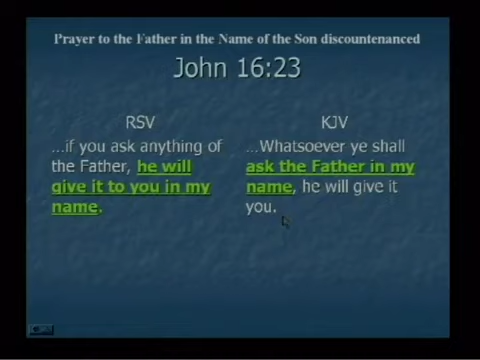 Prayer to the Father in the Name of the Son discountenanced
John 16:23
RSV
...if you ask anything of
the Father, he will
give it to you in my
name.
KJV
...Whatsoever ye shall
ask the Father in my
name, he will give it
you.